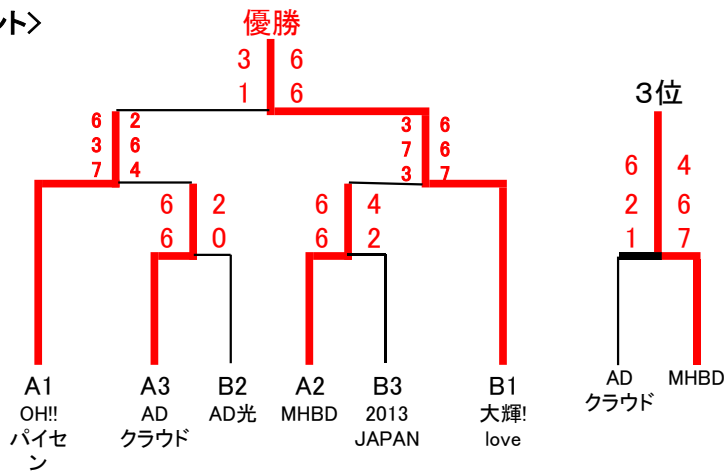 ント>
優勝
3 6
1 6
3位
6 2
3 6
7 4
3 6
7 6
3 7
6 4
2 6
1 7
6 2
6 0
6 4
6 2
A1
OH!!
パイセ
ン
A3
AD
クラウド
B2
AD光
A2
MHBD
B3
2013
JAPAN
B1
大輝!
love
AD
クラウド
MHBD